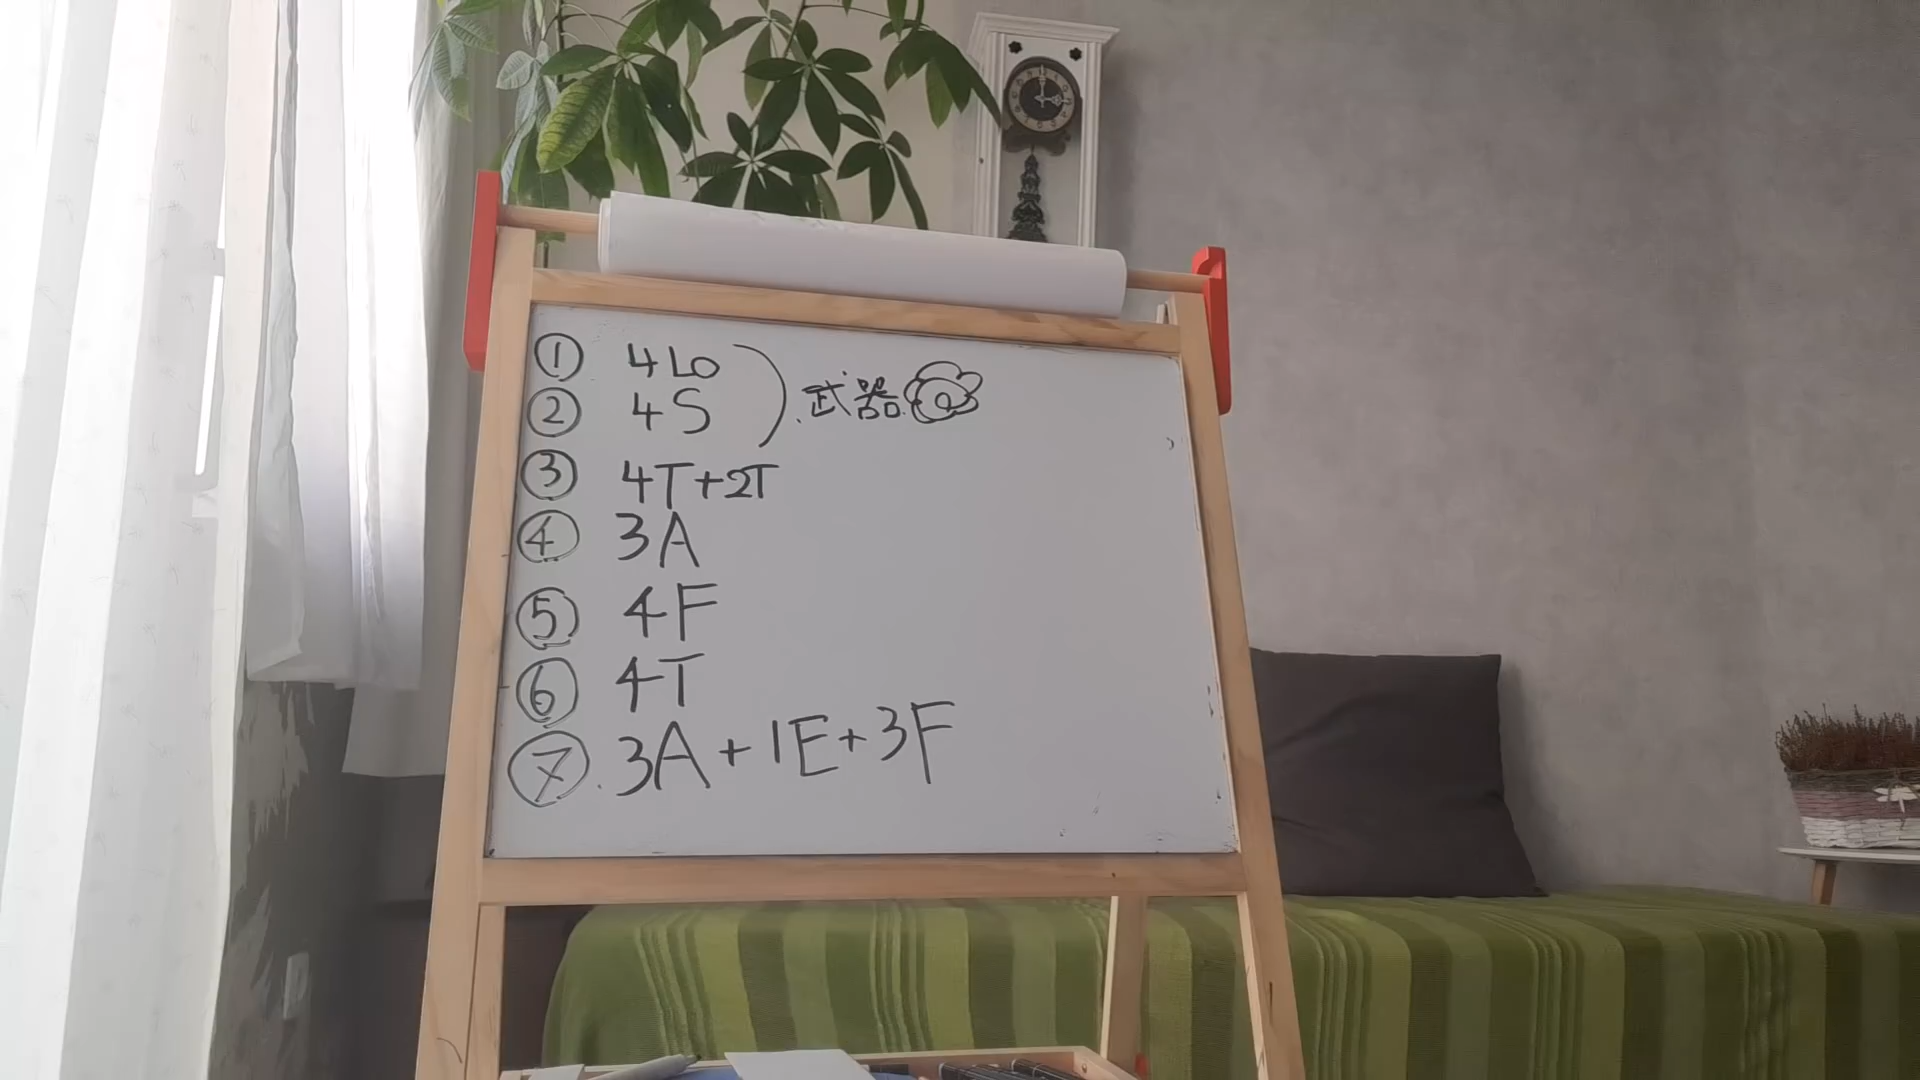 ① 4Lo
② 4S
武器
③ 4T+2T
④ 3A
⑤ 4F
⑥ 4T
⑦ 3A+1E+3F